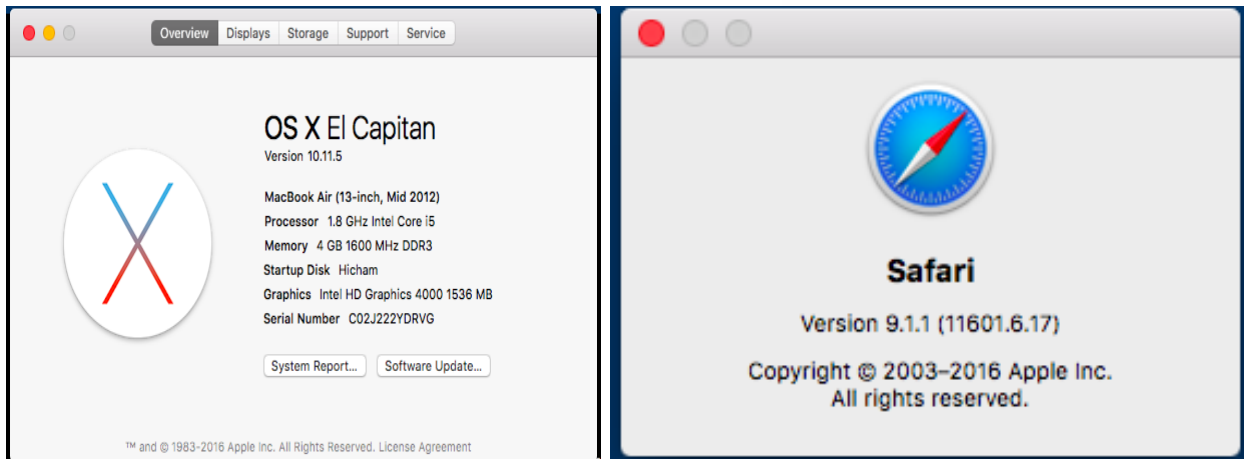 Overview Displays Storage Support Service
OS X El Capitan
Version 10.11.5
MacBook Air (13-inch, Mid 2012)
Processor 1.8 GHz Intel Core i5
Memory 4 GB 1600 MHz DDR3
Startup Disk Hicham
Graphics Intel HD Graphics 4000 1536 MB
Serial Number C02J222YDRVG
System Report... Software Update...
™ and © 1983-2016 Apple Inc. All Rights Reserved. License Agreement
Safari
Version 9.1.1 (11601.6.17)
Copyright © 2003–2016 Apple Inc.
All rights reserved.